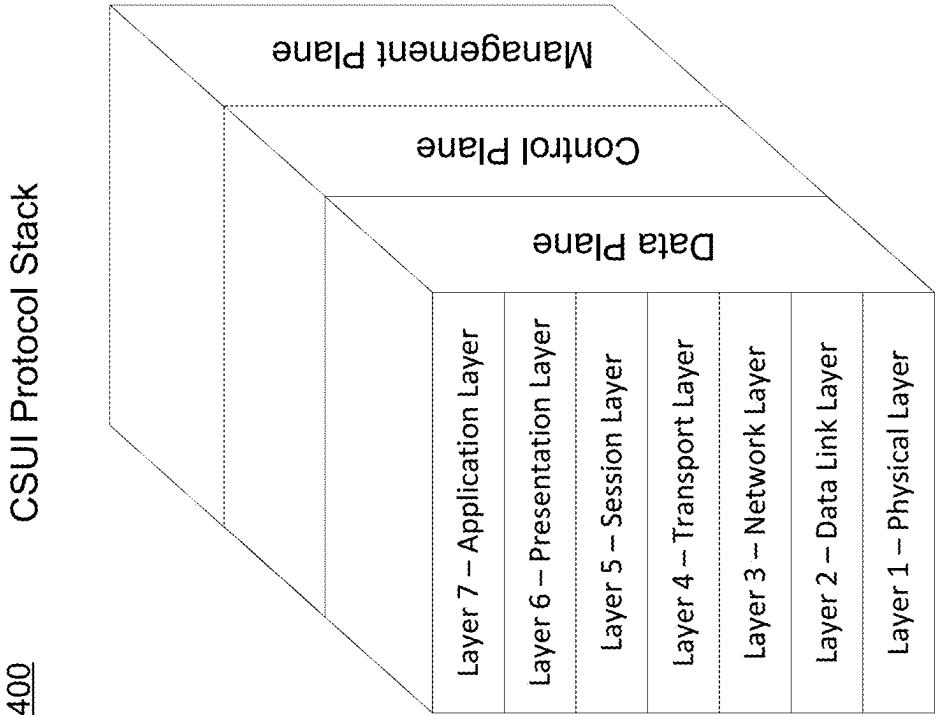 400
CSUI Protocol Stack
Management Plane
Control Plane
Data Plane
Layer 7 – Application Layer
Layer 6 – Presentation Layer
Layer 5 – Session Layer
Layer 4 – Transport Layer
Layer 3 – Network Layer
Layer 2 – Data Link Layer
Layer 1 – Physical Layer